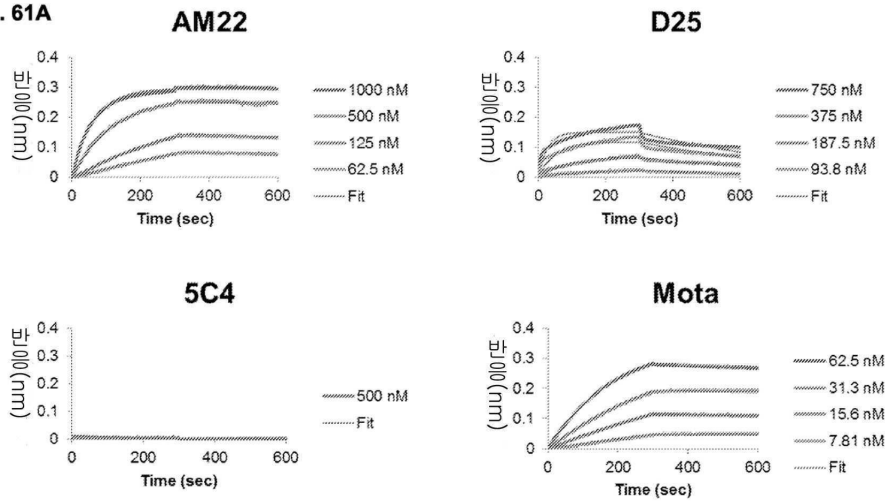 . 61A
AM22
반응(nm)
0.4
0.3
0.2
0.1
0
0 200 400 600
Time (sec)
1000 nM
500 nM
125 nM
62.5 nM
Fit
D25
반응(nm)
0.4
0.3
0.2
0.1
0
0 200 400 600
Time (sec)
750 nM
375 nM
187.5 nM
93.8 nM
Fit
5C4
반응(nm)
0.4
0.3
0.2
0.1
0
0 200 400 600
Time (sec)
500 nM
Fit
Mota
반응(nm)
0.4
0.3
0.2
0.1
0
0 200 400 600
Time (sec)
62.5 nM
31.3 nM
15.6 nM
7.81 nM
Fit